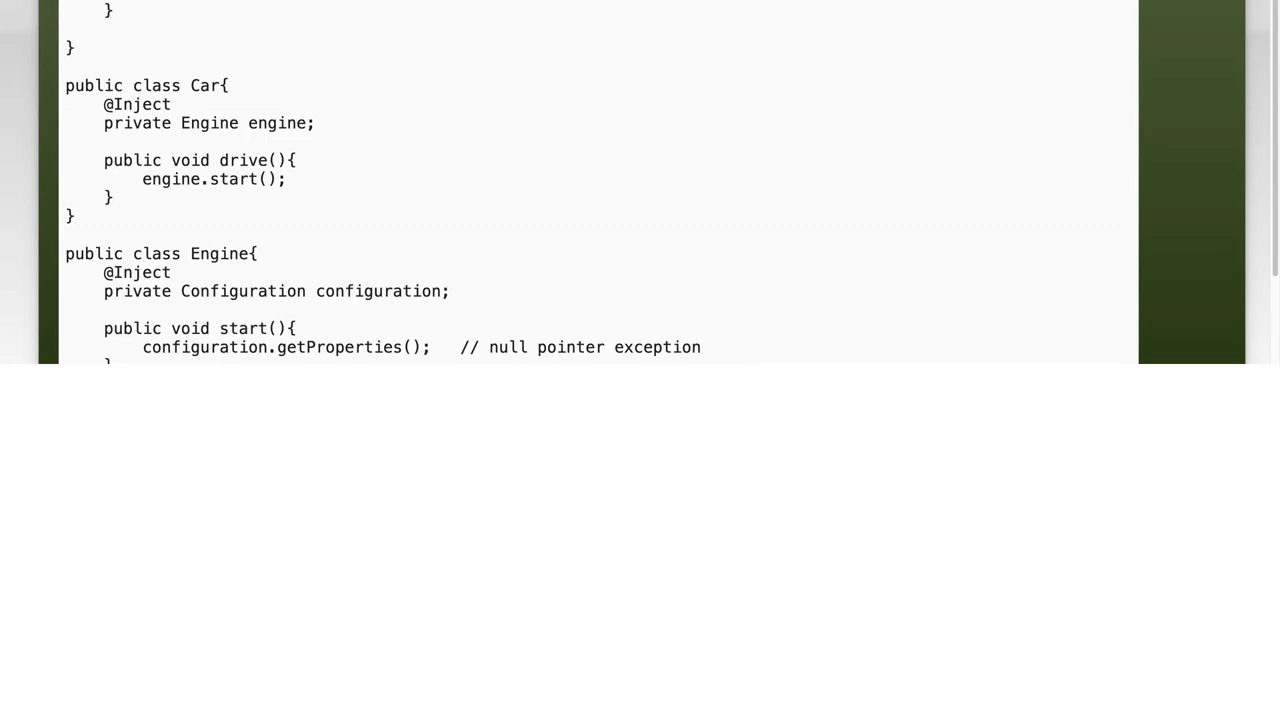 }
}
public class Car{
    @Inject
    private Engine engine;
    public void drive(){
        engine.start();
    }
}
public class Engine{
    @Inject
    private Configuration configuration;
    public void start(){
        configuration.getProperties();   // null pointer exception
    }